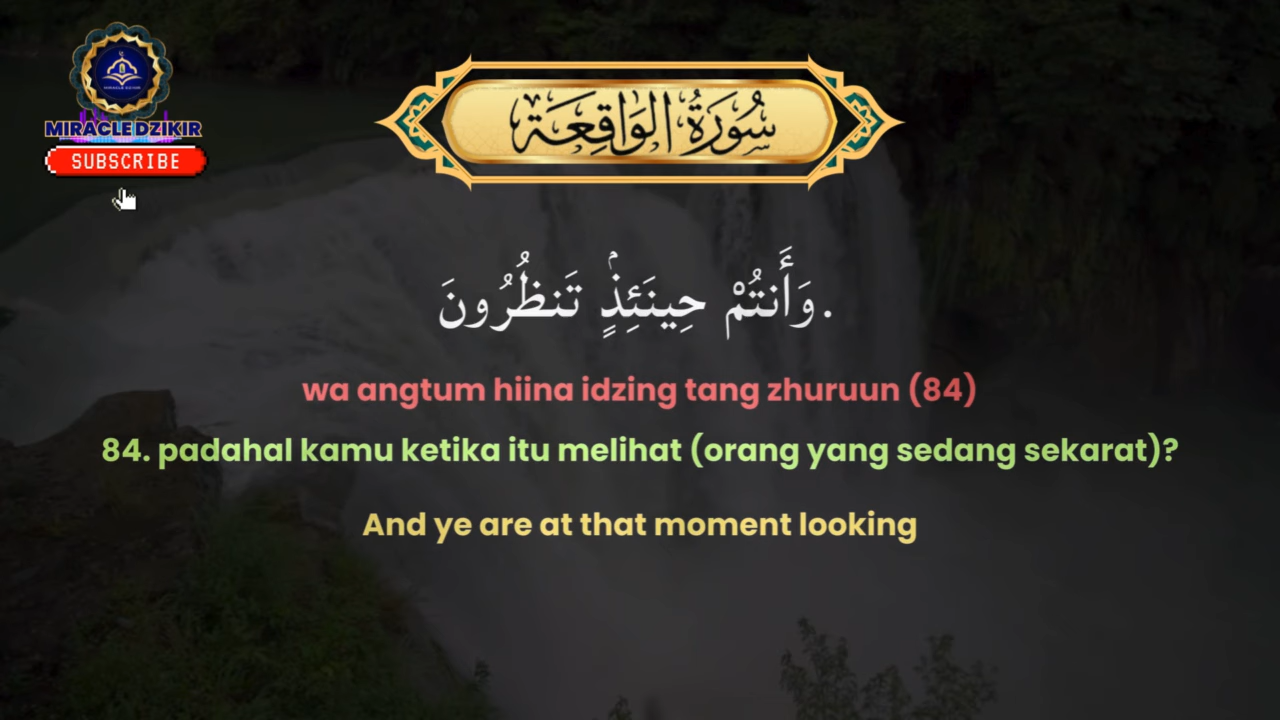 MIRACLE DZIKIR
SUBSCRIBE
سُورَةُ الوَاقِعَة
وَأَنتُمْ حِينَئِذٍۢ تَنظُرُونَ.
wa angtum hiina idzing tang zhuruun (84)
84. padahal kamu ketika itu melihat (orang yang sedang sekarat)?
And ye are at that moment looking